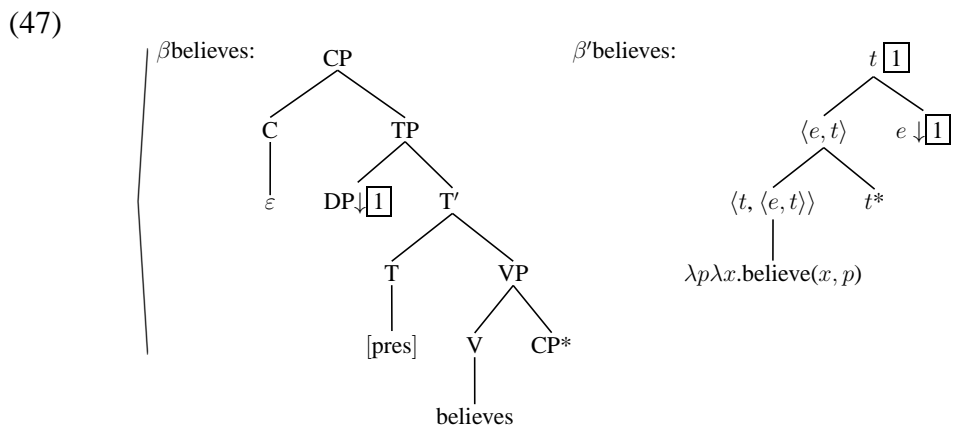 (47)
βbelieves: CP β′believes: t 1
C TP ⟨e, t⟩ e ↓ 1
ε DP↓ 1 T′ ⟨t, ⟨e, t⟩⟩ t*
T VP λpλx.believe(x, p)
[pres] V CP*
believes